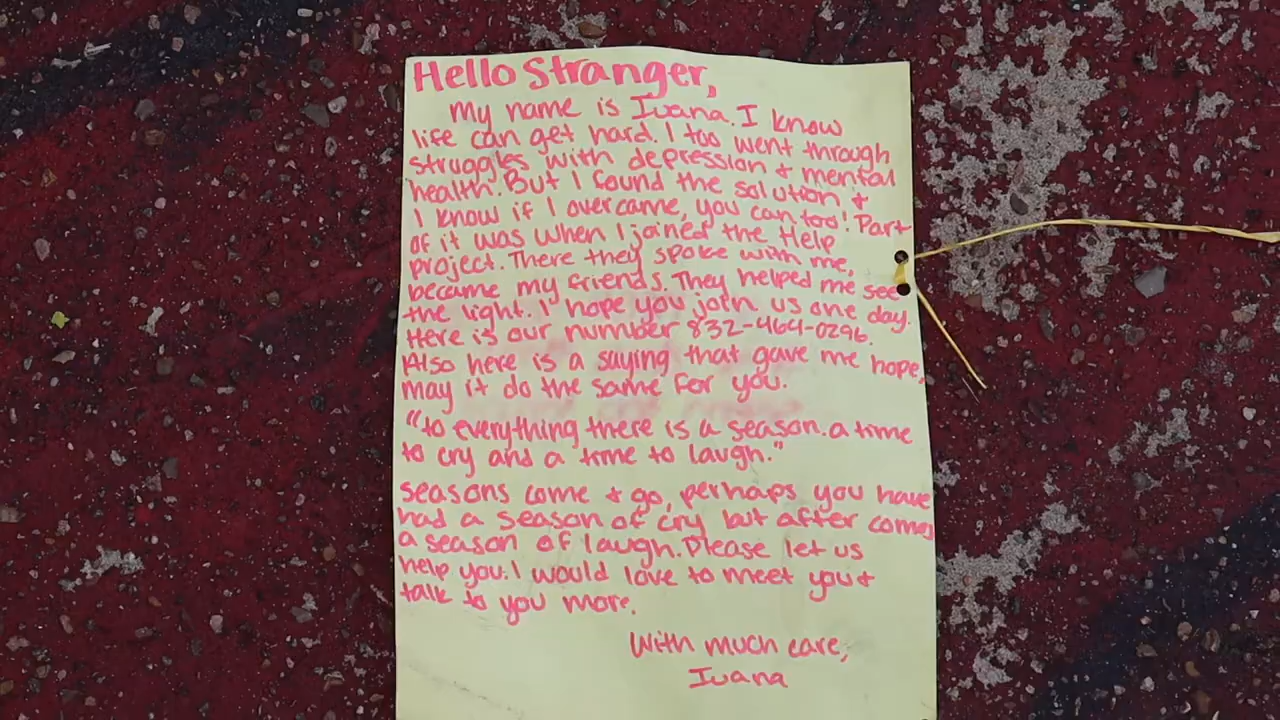 Hello Stranger,
My name is Ivana. I know
life can get hard. I too went through
struggles with depression & mental
health. But I found the solution &
I know if I overcame, you can too! Part
of it was when I joined the Help
project. There they spoke with me,
became my friends. They helped me see
the light. I hope you join us one day.
Here is our number 832-464-0296.
Also here is a saying that gave me hope,
may it do the same for you.
"to everything there is a season. a time
to cry and a time to laugh."
seasons come & go, perhaps you have
had a season of cry but after comes
a season of laugh. Please let us
help you. I would love to meet you &
talk to you more.
With much care,
Ivana